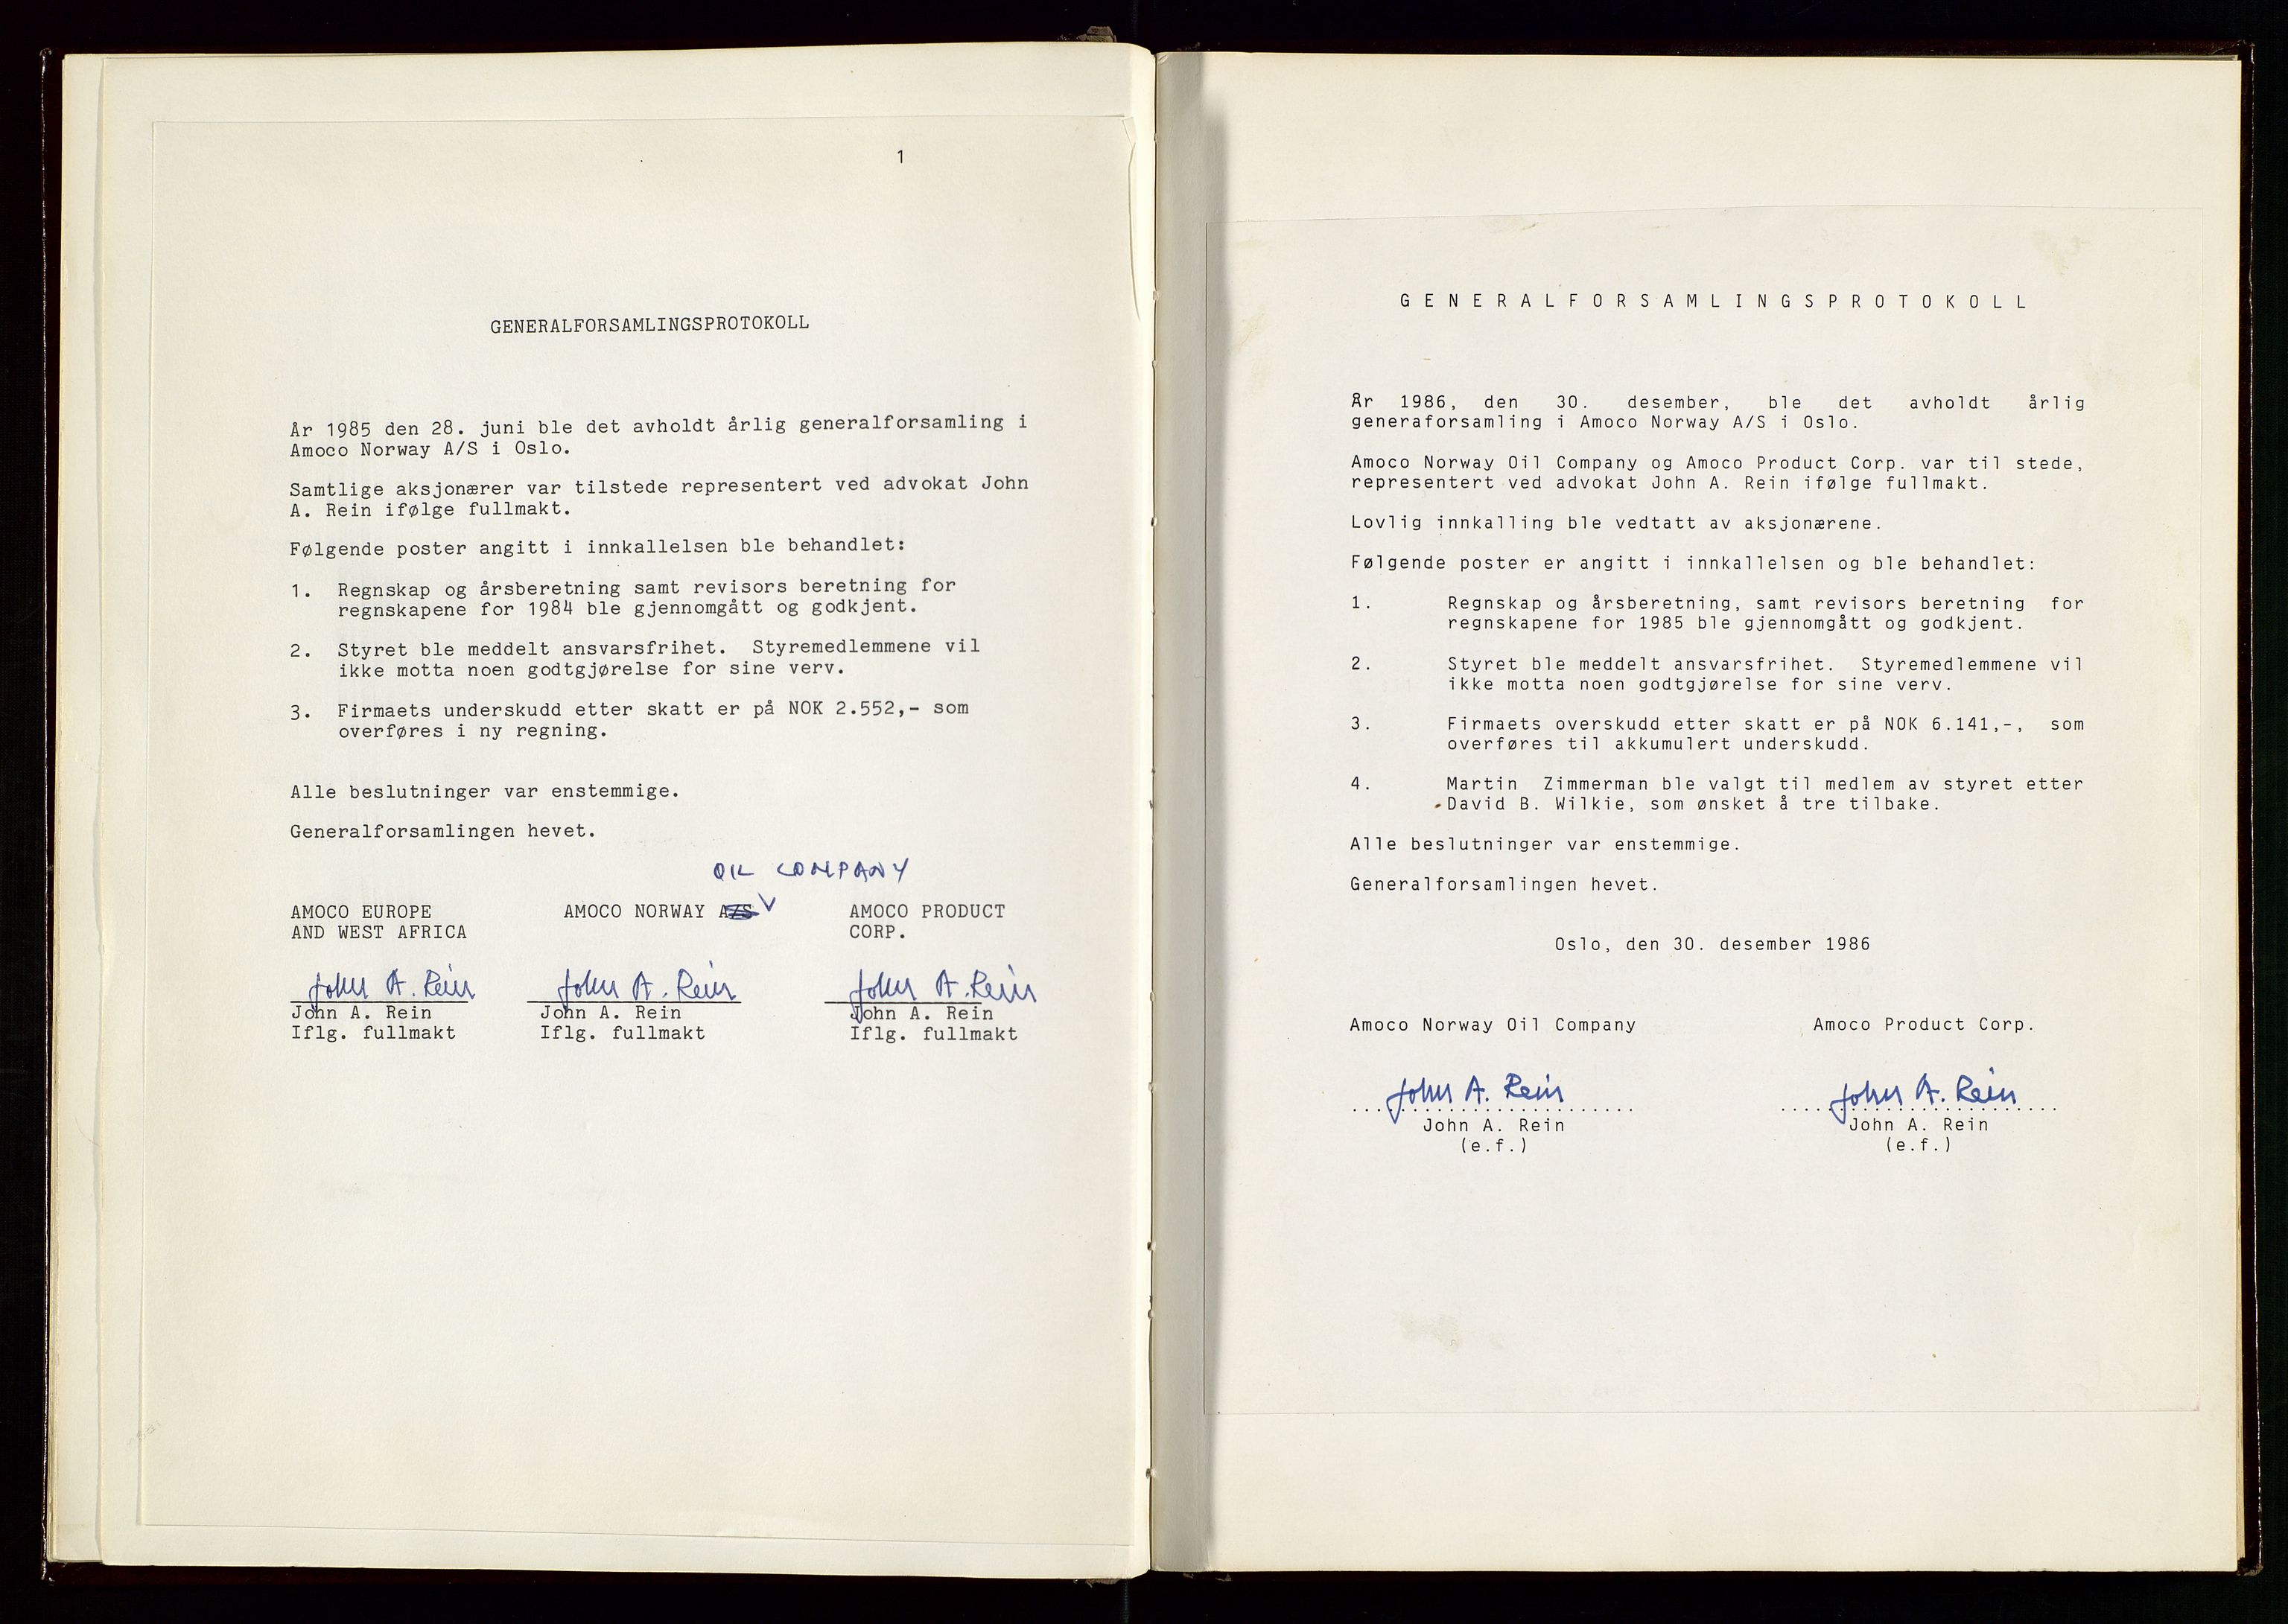 1
GENERALFORSAMLINGSPROTOKOLL
År 1985 den 28. juni ble det avholdt årlig generalforsamling i
Amoco Norway A/S i Oslo.
Samtlige aksjonærer var tilstede representert ved advokat John
A. Rein ifølge fullmakt.
Følgende poster angitt i innkallelsen ble behandlet:
1. Regnskap og årsberetning samt revisors beretning for
regnskapene for 1984 ble gjennomgått og godkjent.
2. Styret ble meddelt ansvarsfrihet. Styremedlemmene vil
ikke motta noen godtgjørelse for sine verv.
3. Firmaets underskudd etter skatt er på NOK 2.552,- som
overføres i ny regning.
Alle beslutninger var enstemmige.
Generalforsamlingen hevet.
OIL COMPANY
AMOCO EUROPE AMOCO NORWAY A/S V AMOCO PRODUCT
AND WEST AFRICA CORP.
John A. Rein John A. Rein John A. Rein
John A. Rein John A. Rein John A. Rein
Iflg. fullmakt Iflg. fullmakt Iflg. fullmakt
GENERALFORSAMLINGSPROTOKOLL
År 1986, den 30. desember, ble det avholdt årlig
generaforsamling i Amoco Norway A/S i Oslo.
Amoco Norway Oil Company og Amoco Product Corp. var til stede,
representert ved advokat John A. Rein ifølge fullmakt.
Lovlig innkalling ble vedtatt av aksjonærene.
Følgende poster er angitt i innkallelsen og ble behandlet:
1. Regnskap og årsberetning, samt revisors beretning for
regnskapene for 1985 ble gjennomgått og godkjent.
2. Styret ble meddelt ansvarsfrihet. Styremedlemmene vil
ikke motta noen godtgjørelse for sine verv.
3. Firmaets overskudd etter skatt er på NOK 6.141,-, som
overføres til akkumulert underskudd.
4. Martin Zimmerman ble valgt til medlem av styret etter
David B. Wilkie, som ønsket å tre tilbake.
Alle beslutninger var enstemmige.
Generalforsamlingen hevet.
Oslo, den 30. desember 1986
Amoco Norway Oil Company Amoco Product Corp.
John A. Rein John A. Rein
John A. Rein John A. Rein
(e.f.) (e.f.)